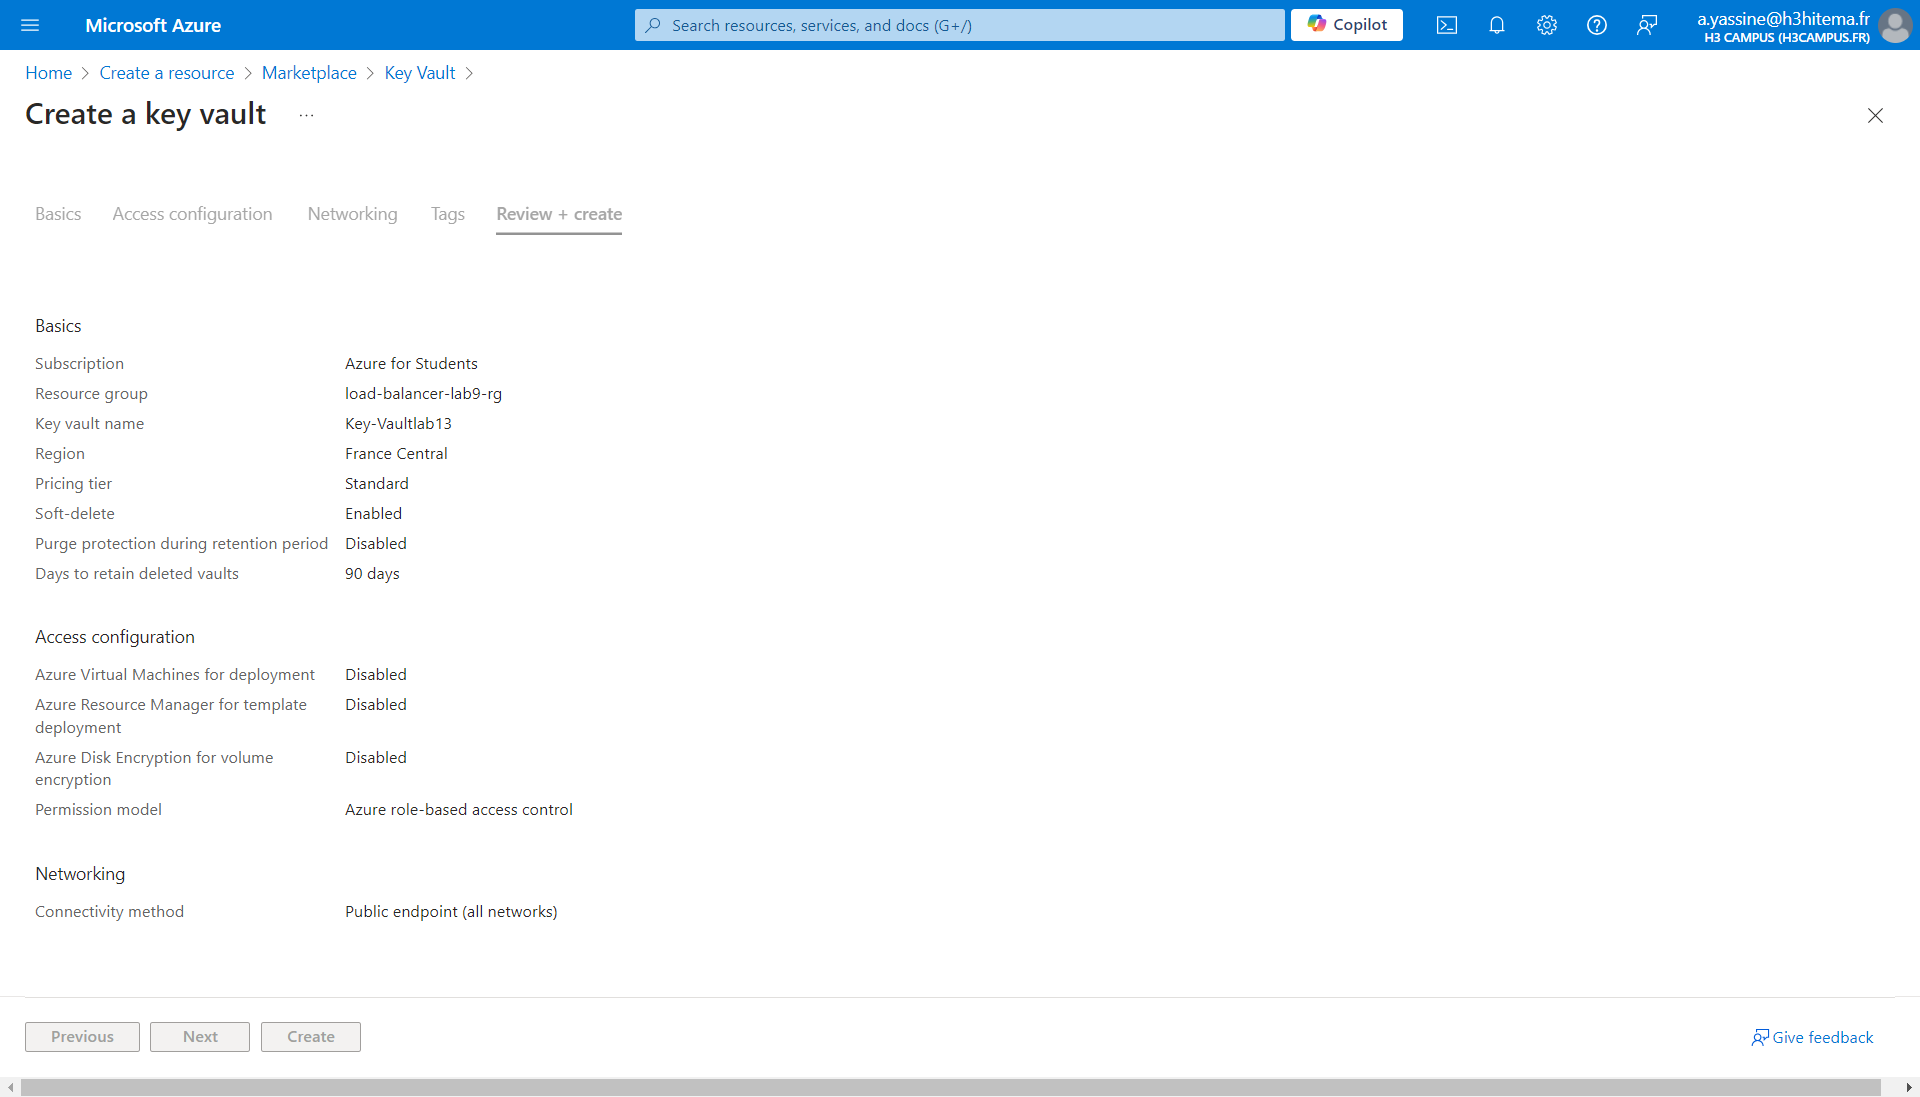 Microsoft Azure
Search resources, services, and docs (G+/)
Copilot
a.yassine@h3hitema.fr
H3 CAMPUS (H3CAMPUS.FR)
Home > Create a resource > Marketplace > Key Vault >
Create a key vault ...
Basics Access configuration Networking Tags Review + create
Basics
Subscription Azure for Students
Resource group load-balancer-lab9-rg
Key vault name Key-Vaultlab13
Region France Central
Pricing tier Standard
Soft-delete Enabled
Purge protection during retention period Disabled
Days to retain deleted vaults 90 days
Access configuration
Azure Virtual Machines for deployment Disabled
Azure Resource Manager for template Disabled
deployment
Azure Disk Encryption for volume Disabled
encryption
Permission model Azure role-based access control
Networking
Connectivity method Public endpoint (all networks)
Previous Next Create Give feedback